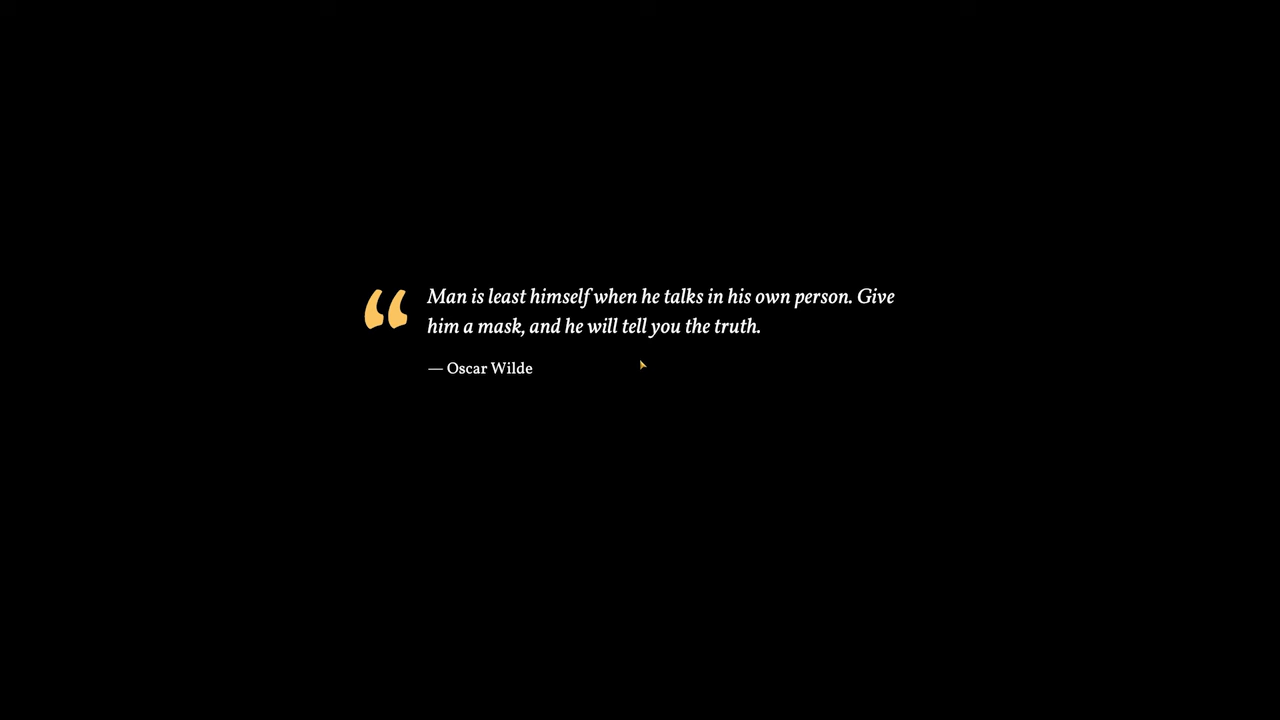 “Man is least himself when he talks in his own person. Give
him a mask, and he will tell you the truth.
— Oscar Wilde